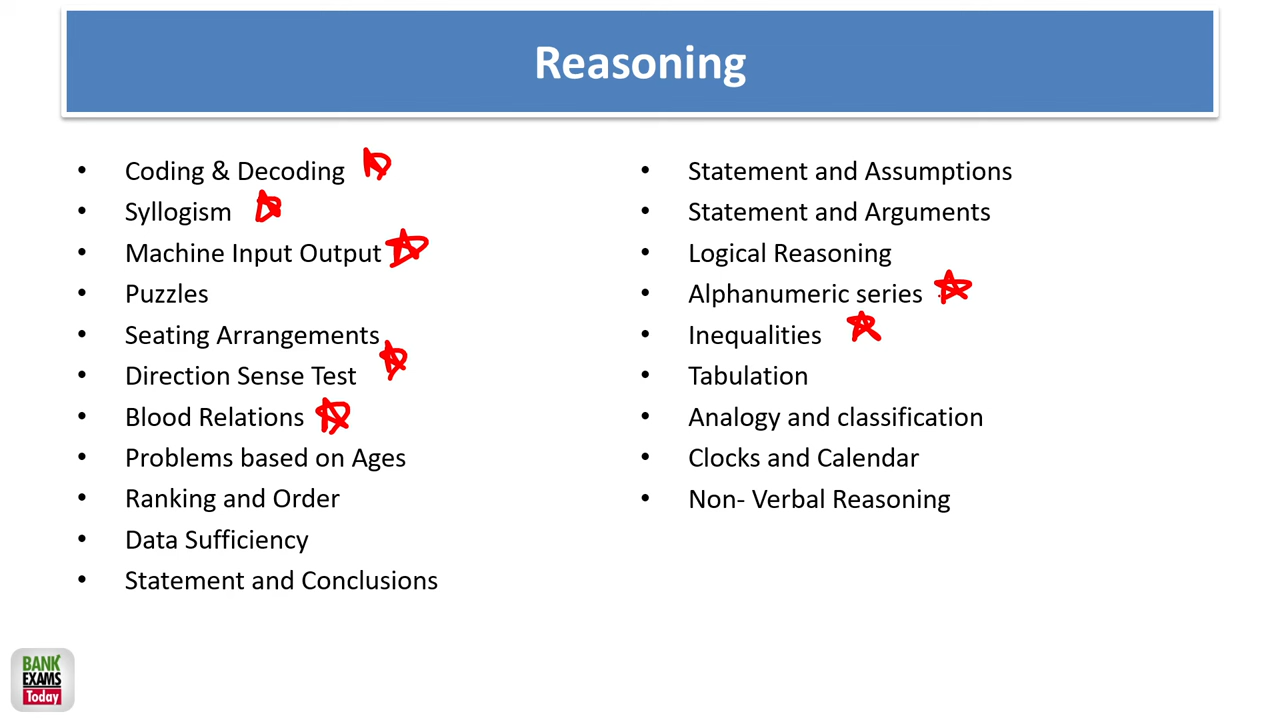 Reasoning
• Coding & Decoding
• Syllogism
• Machine Input Output
• Puzzles
• Seating Arrangements
• Direction Sense Test
• Blood Relations
• Problems based on Ages
• Ranking and Order
• Data Sufficiency
• Statement and Conclusions
• Statement and Assumptions
• Statement and Arguments
• Logical Reasoning
• Alphanumeric series
• Inequalities
• Tabulation
• Analogy and classification
• Clocks and Calendar
• Non- Verbal Reasoning
BANK
EXAMS
Today